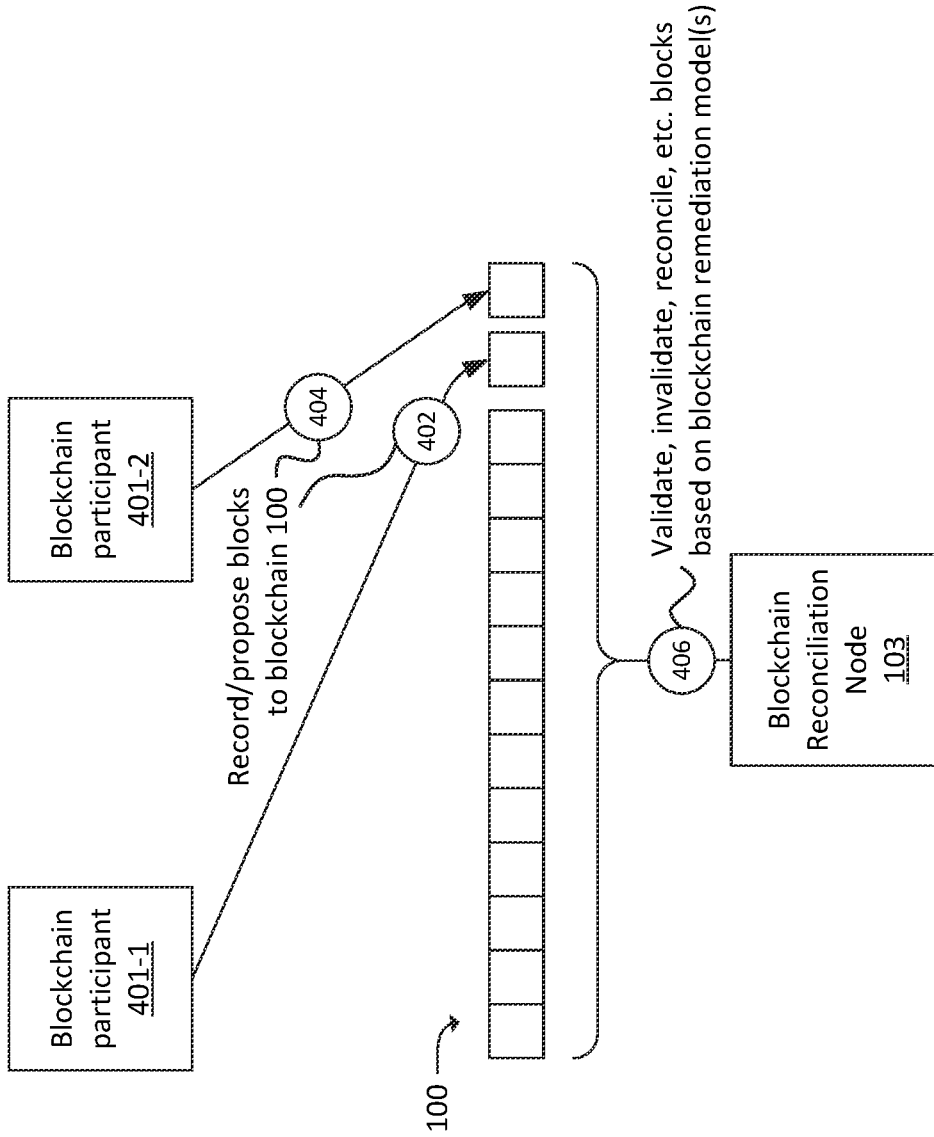 Blockchain
participant
401-1
Blockchain
participant
401-2
Record/propose blocks
to blockchain 100
404
402
100
406
Validate, invalidate, reconcile, etc. blocks
based on blockchain remediation model(s)
Blockchain
Reconciliation
Node
103